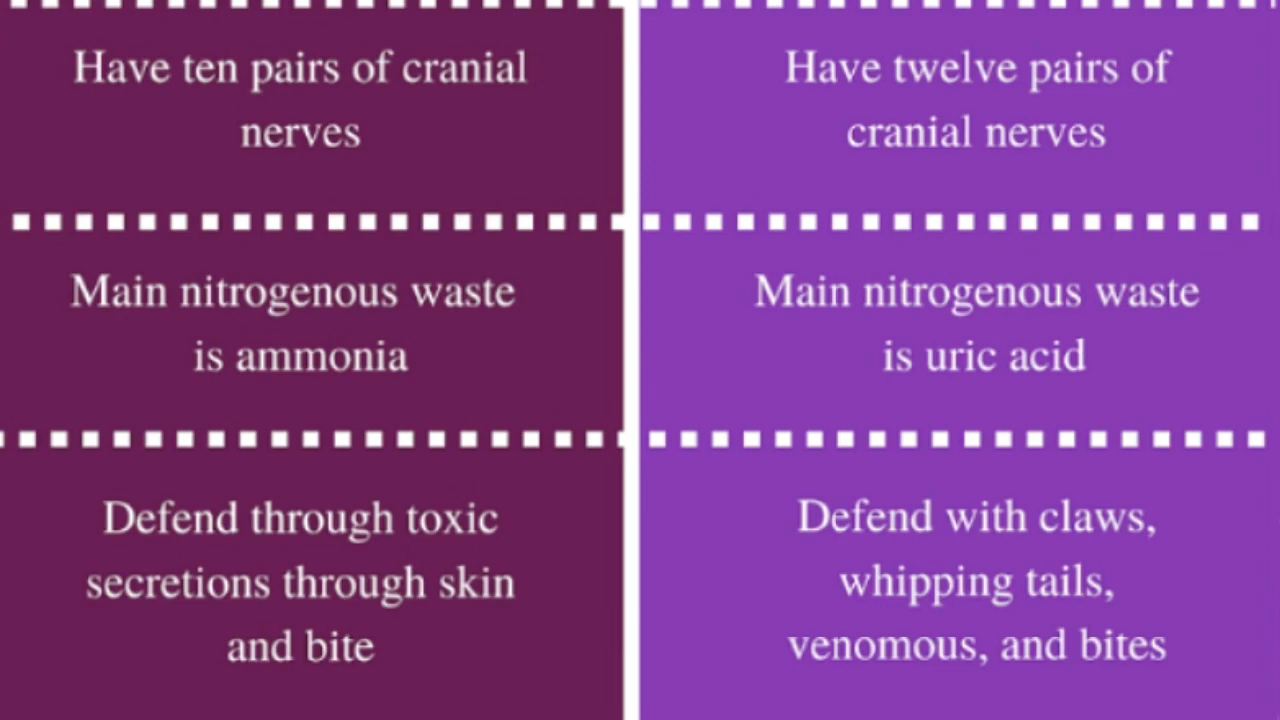 Have ten pairs of cranial
nerves
Have twelve pairs of
cranial nerves
Main nitrogenous waste
is ammonia
Main nitrogenous waste
is uric acid
Defend through toxic
secretions through skin
and bite
Defend with claws,
whipping tails,
venomous, and bites